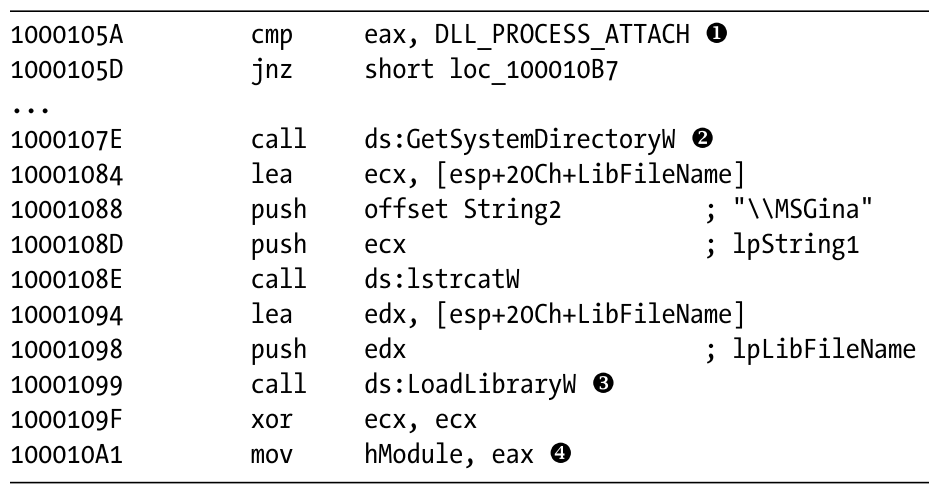 1000105A cmp eax, DLL_PROCESS_ATTACH ❶
1000105D jnz short loc_100010B7
...
1000107E call ds:GetSystemDirectoryW ❷
10001084 lea ecx, [esp+20Ch+LibFileName]
10001088 push offset String2 ; "\\MSGina"
1000108D push ecx ; lpString1
1000108E call ds:lstrcatW
10001094 lea edx, [esp+20Ch+LibFileName]
10001098 push edx ; lpLibFileName
10001099 call ds:LoadLibraryW ❸
1000109F xor ecx, ecx
100010A1 mov hModule, eax ❹